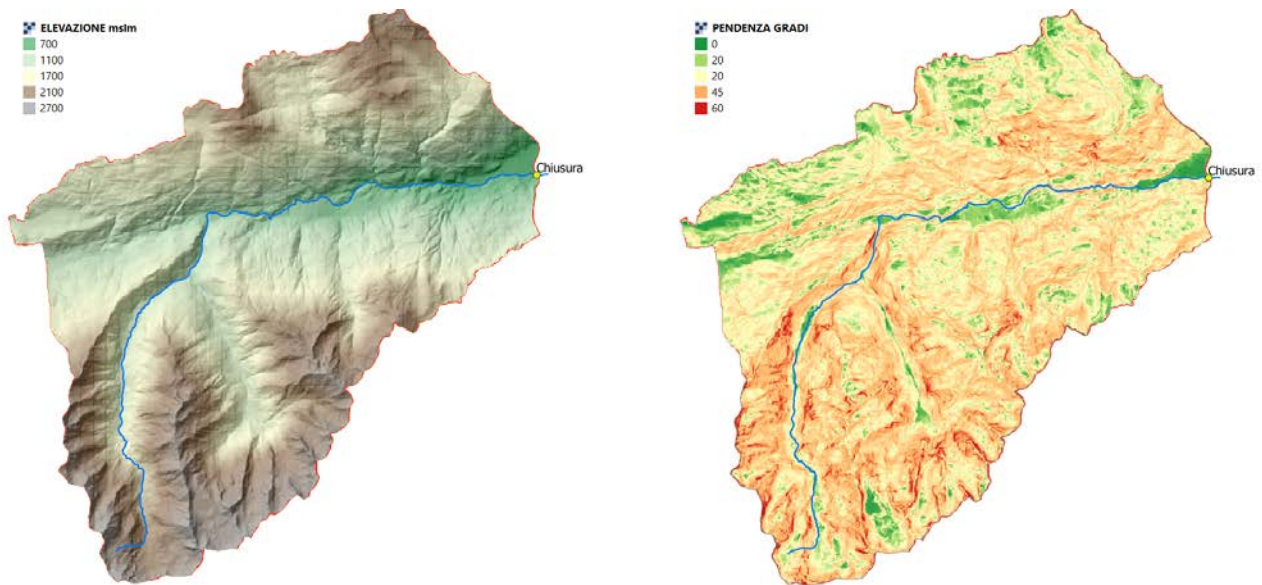 ELEVAZIONE mslm
700
1100
1700
2100
2700
Chiusura
PENDENZA GRADI
0
20
20
45
60
Chiusura